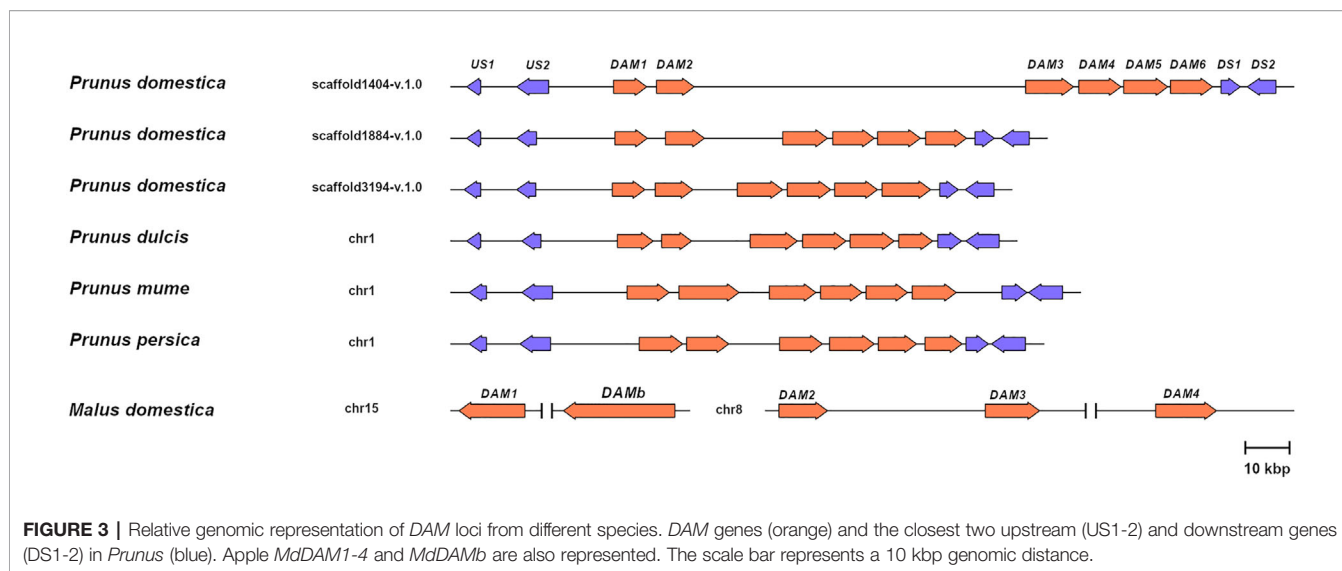 US1 US2 DAM1 DAM2 DAM3 DAM4 DAM5 DAM6 DS1 DS2
Prunus domestica scaffold1404-v.1.0
Prunus domestica scaffold1884-v.1.0
Prunus domestica scaffold3194-v.1.0
Prunus dulcis chr1
Prunus mume chr1
Prunus persica chr1
DAM1 DAMb DAM2 DAM3 DAM4
Malus domestica chr15 chr8
10 kbp
FIGURE 3 | Relative genomic representation of DAM loci from different species. DAM genes (orange) and the closest two upstream (US1-2) and downstream genes
(DS1-2) in Prunus (blue). Apple MdDAM1-4 and MdDAMb are also represented. The scale bar represents a 10 kbp genomic distance.